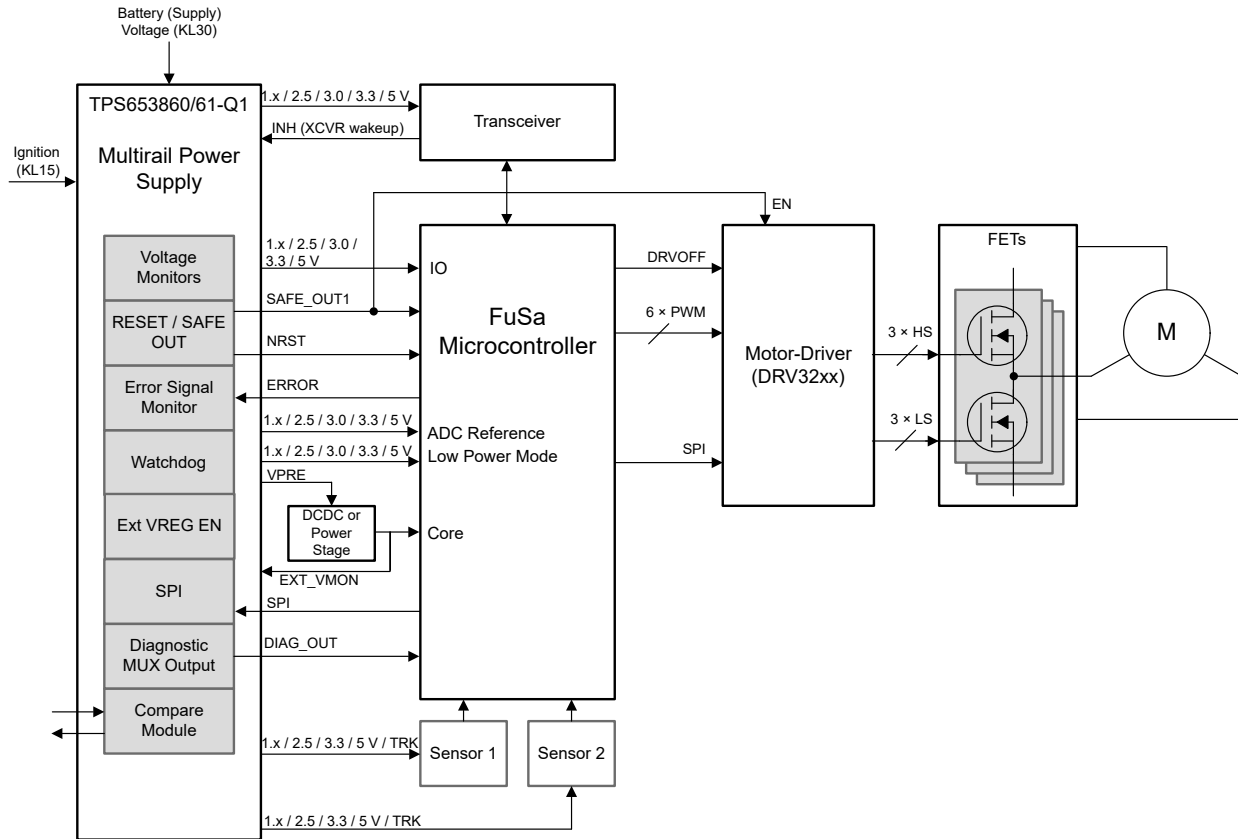 Battery (Supply)
Voltage (KL30)
TPS653860/61-Q1
Multirail Power
Supply
Ignition
(KL15)
1.x / 2.5 / 3.0 / 3.3 / 5 V
INH (XCVR wakeup)
Transceiver
EN
Voltage
Monitors
RESET / SAFE
OUT
Error Signal
Monitor
Watchdog
Ext VREG EN
SPI
Diagnostic
MUX Output
Compare
Module
1.x / 2.5 / 3.0 /
3.3 / 5 V
SAFE_OUT1
NRST
ERROR
1.x / 2.5 / 3.0 / 3.3 / 5 V
1.x / 2.5 / 3.0 / 3.3 / 5 V
VPRE
DCDC or
Power
Stage
EXT_VMON
SPI
DIAG_OUT
1.x / 2.5 / 3.3 / 5 V / TRK
1.x / 2.5 / 3.3 / 5 V / TRK
IO
FuSa
Microcontroller
ADC Reference
Low Power Mode
Core
Sensor 1
Sensor 2
DRVOFF
6 × PWM
SPI
Motor-Driver
(DRV32xx)
3 × HS
3 × LS
FETs
M